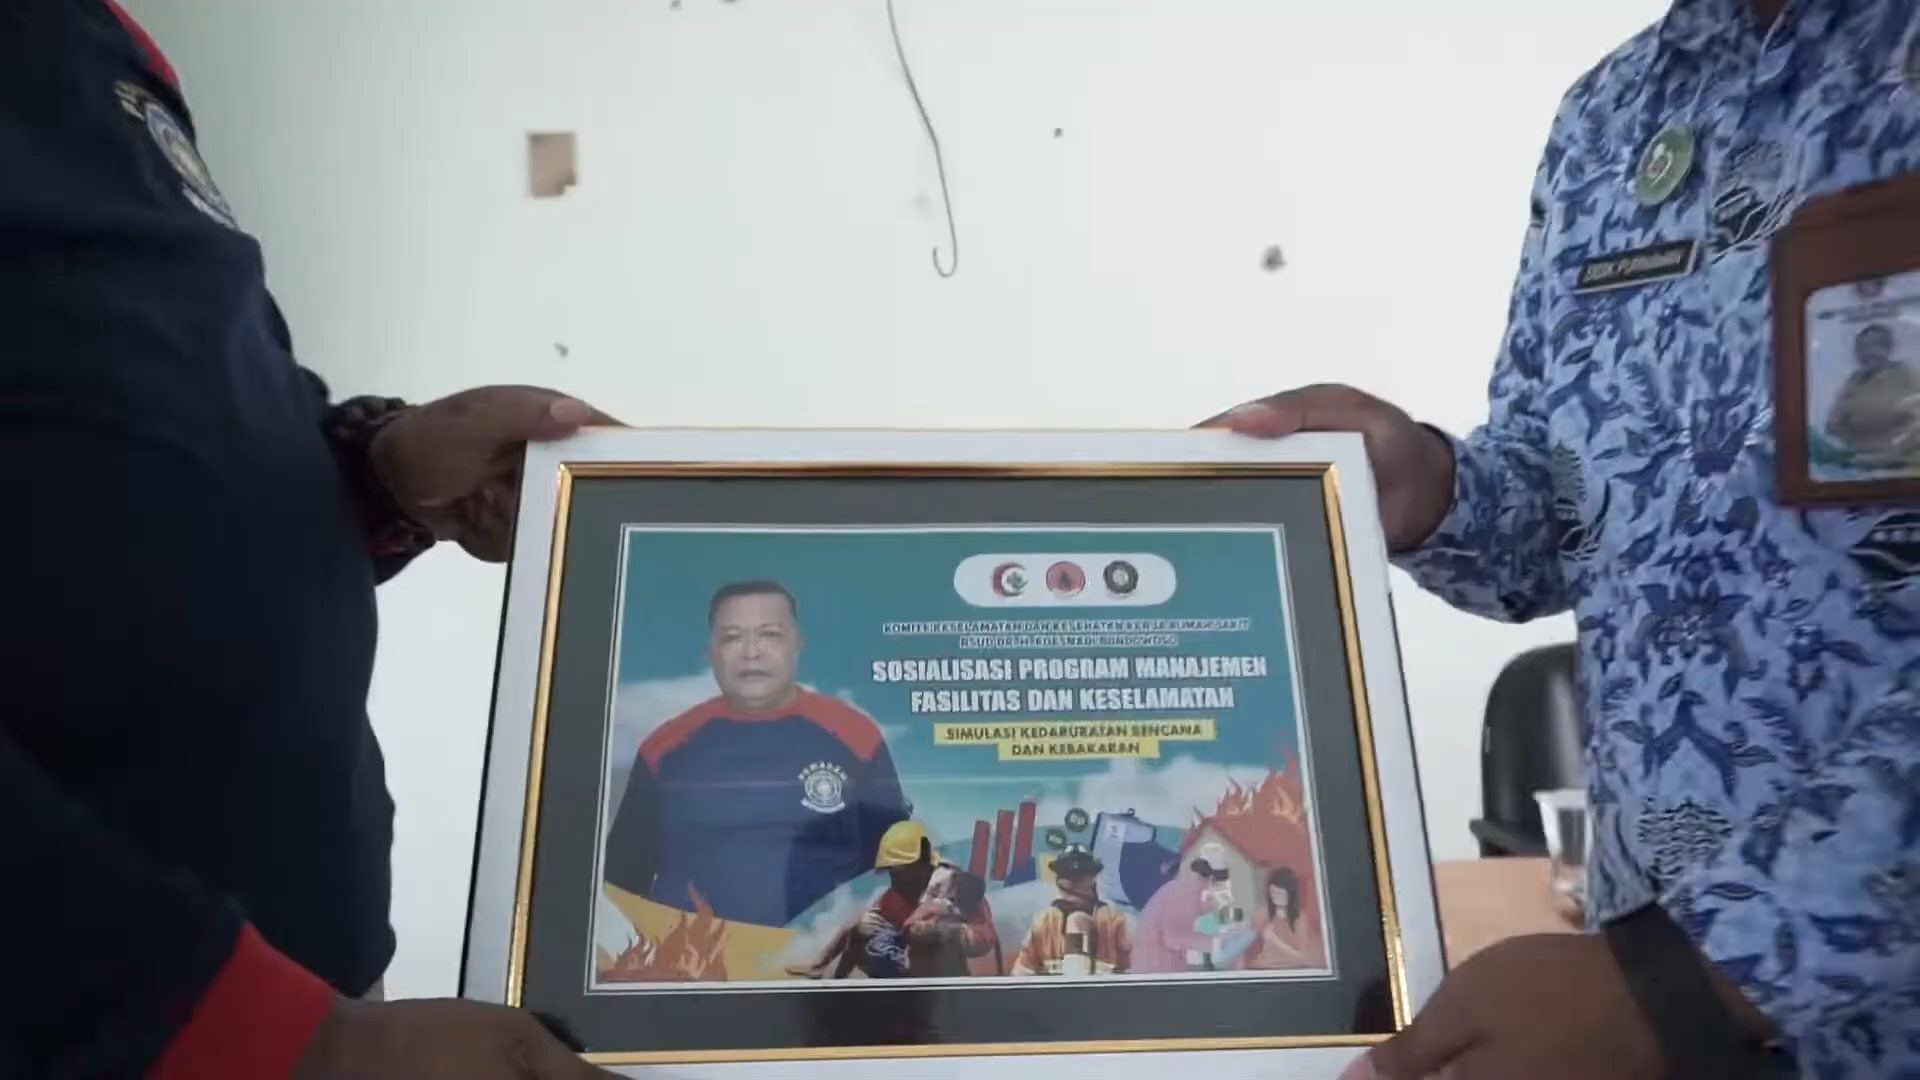 KOMITE KESELAMATAN DAN KESEHATAN KERJA RUMAH SAKIT
RSUD DR. H. KOESNADI BONDOWOSO
SOSIALISASI PROGRAM MANAJEMEN
FASILITAS DAN KESELAMATAN
SIMULASI KEDARURATAN BENCANA
DAN KEBAKARAN